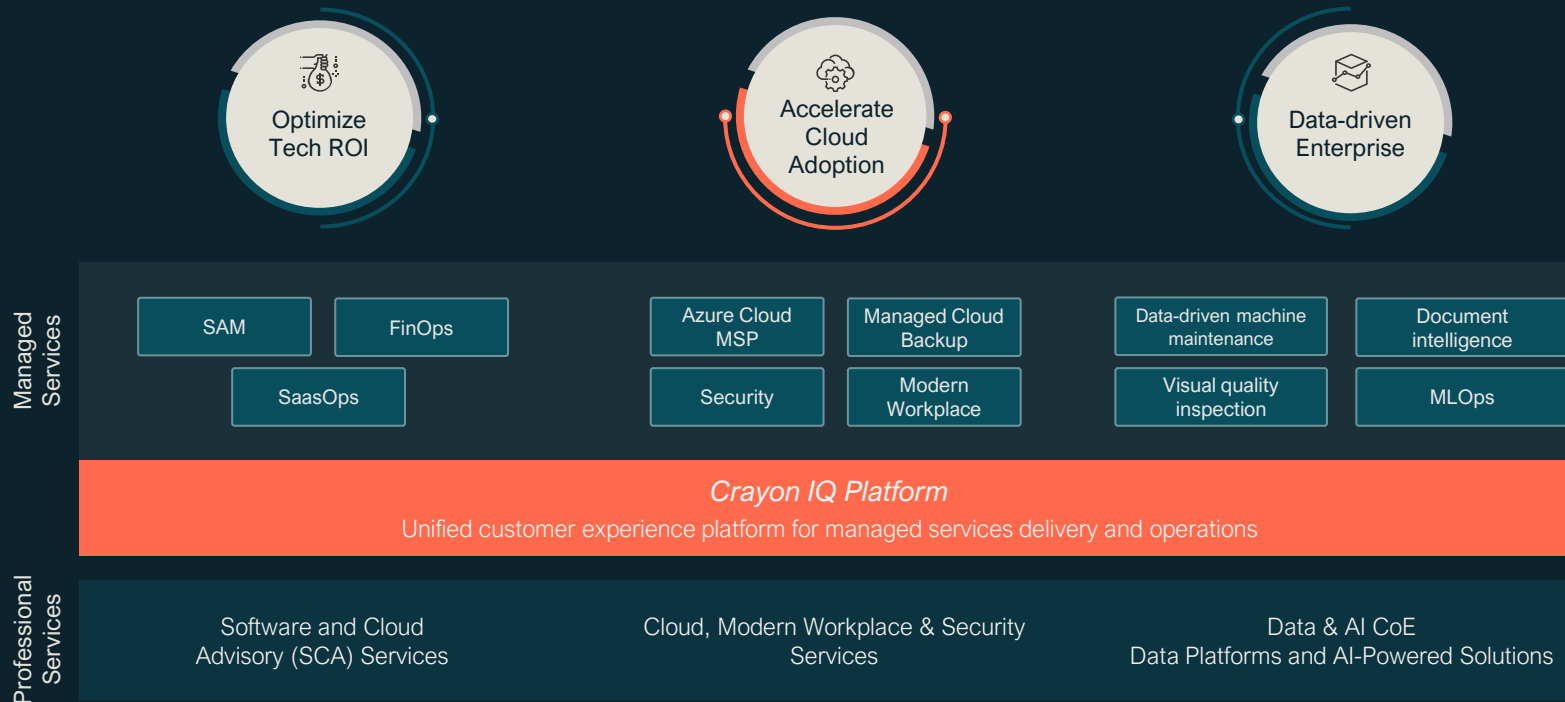 Optimize
Tech ROI
Accelerate
Cloud
Adoption
Data-driven
Enterprise
Managed
Services
SAM
FinOps
SaasOps
Azure Cloud
MSP
Managed Cloud
Backup
Security
Modern
Workplace
Data-driven machine
maintenance
Document
intelligence
Visual quality
inspection
MLOps
Crayon IQ Platform
Unified customer experience platform for managed services delivery and operations
Professional
Services
Software and Cloud
Advisory (SCA) Services
Cloud, Modern Workplace & Security
Services
Data & AI CoE
Data Platforms and AI-Powered Solutions